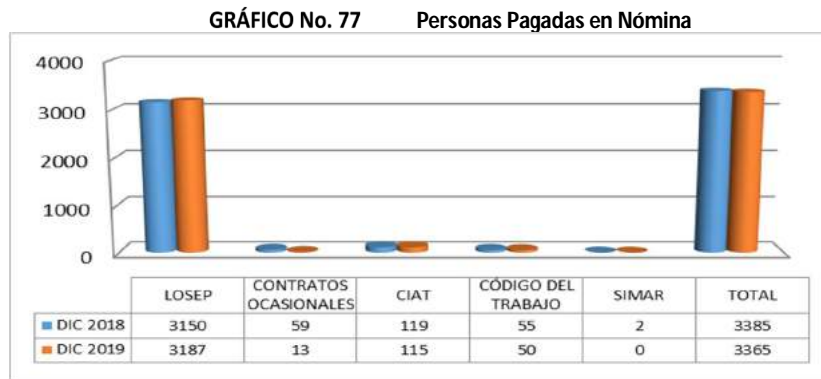 GRÁFICO No. 77 Personas Pagadas en Nómina
4000
3000
2000
1000
0
LOSEP CONTRATOS OCASIONALES CIAT CÓDIGO DEL TRABAJO SIMAR TOTAL
DIC 2018 3150 59 119 55 2 3385
DIC 2019 3187 13 115 50 0 3365